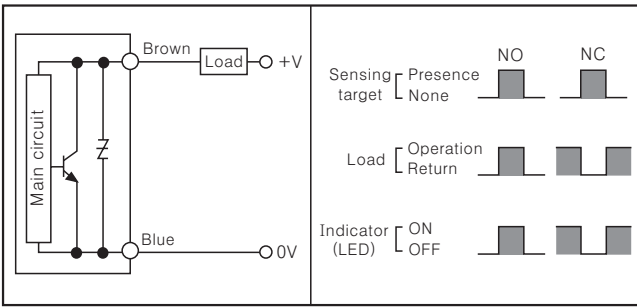 Brown
Load
+V
Main circuit
Blue
0V
NO NC
Sensing target Presence
None
Load Operation
Return
Indicator (LED) ON
OFF